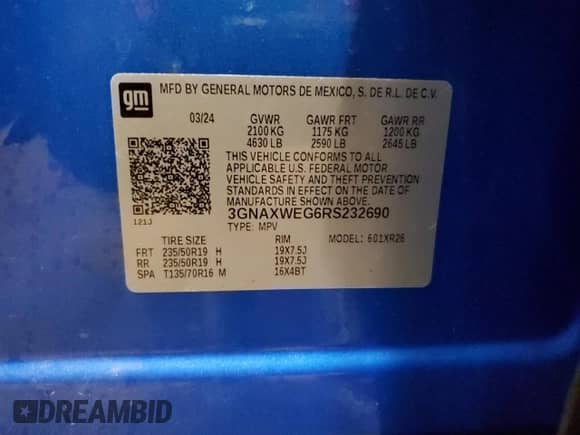 gm
MFD BY GENERAL MOTORS DE MEXICO, S. DE R.L. DE C.V.
03/24 GVWR GAWR FRT GAWR RR
2100 KG 1175 KG 1200 KG
4630 LB 2590 LB 2645 LB
THIS VEHICLE CONFORMS TO ALL
APPLICABLE U.S. FEDERAL MOTOR
VEHICLE SAFETY AND THEFT PREVENTION
STANDARDS IN EFFECT ON THE DATE OF
MANUFACTURE SHOWN ABOVE.
3GNAXWEG6RS232690
121J
TYPE: MPV MODEL: 601XR26
TIRE SIZE RIM
FRT 235/50R19 H 19X7.5J
RR 235/50R19 H 19X7.5J
SPA T135/70R16 M 16X4BT
DREAMBID